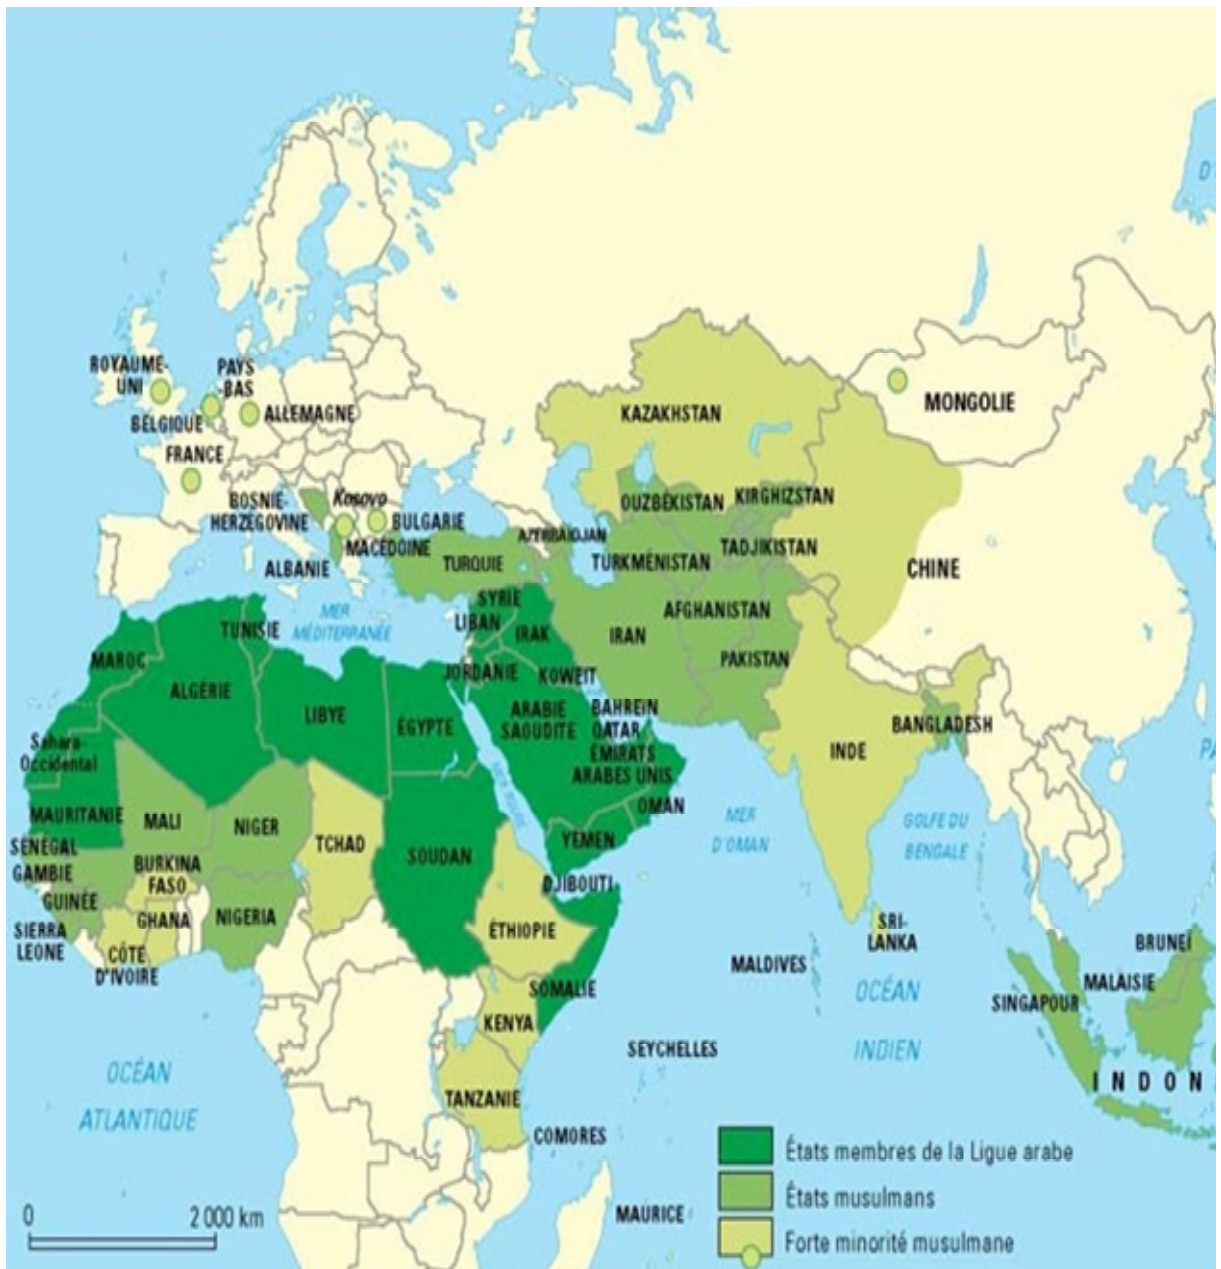 D'
ROYAUME-
UNI
PAYS
-BAS
BELGIQUE
ALLEMAGNE
FRANCE
BOSNIE-
HERZÉGOVINE
Kosovo
BULGARIE
MACÉDOINE
ALBANIE
TURQUIE
AZERBAÏDJAN
KAZAKHSTAN
MONGOLIE
OUZBÉKISTAN
KIRGHIZSTAN
TURKMÉNISTAN
TADJIKISTAN
CHINE
AFGHANISTAN
IRAN
PAKISTAN
SYRIE
LIBAN
IRAK
JORDANIE
KOWEIT
MER
MÉDITERRANÉE
TUNISIE
MAROC
ALGÉRIE
LIBYE
ÉGYPTE
ARABIE
SAOUDITE
BAHREIN
QATAR
ÉMIRATS
ARABES UNIS
OMAN
YEMEN
Sahara-
Occidental
MAURITANIE
MALI
NIGER
TCHAD
SOUDAN
DJIBOUTI
SÉNÉGAL
GAMBIE
GUINÉE
SIERRA
LEONE
BURKINA
FASO
GHANA
CÔTE
D'IVOIRE
NIGERIA
ÉTHIOPIE
SOMALIE
KENYA
TANZANIE
BANGLADESH
INDE
MER
D'OMAN
GOLFE DU
BENGALE
PA
SRI-
LANKA
MALDIVES
OCÉAN
INDIEN
BRUNEÏ
MALAISIE
SINGAPOUR
INDON
SEYCHELLES
COMORES
MAURICE
OCÉAN
ATLANTIQUE
0 2 000 km
États membres de la Ligue arabe
États musulmans
Forte minorité musulmane